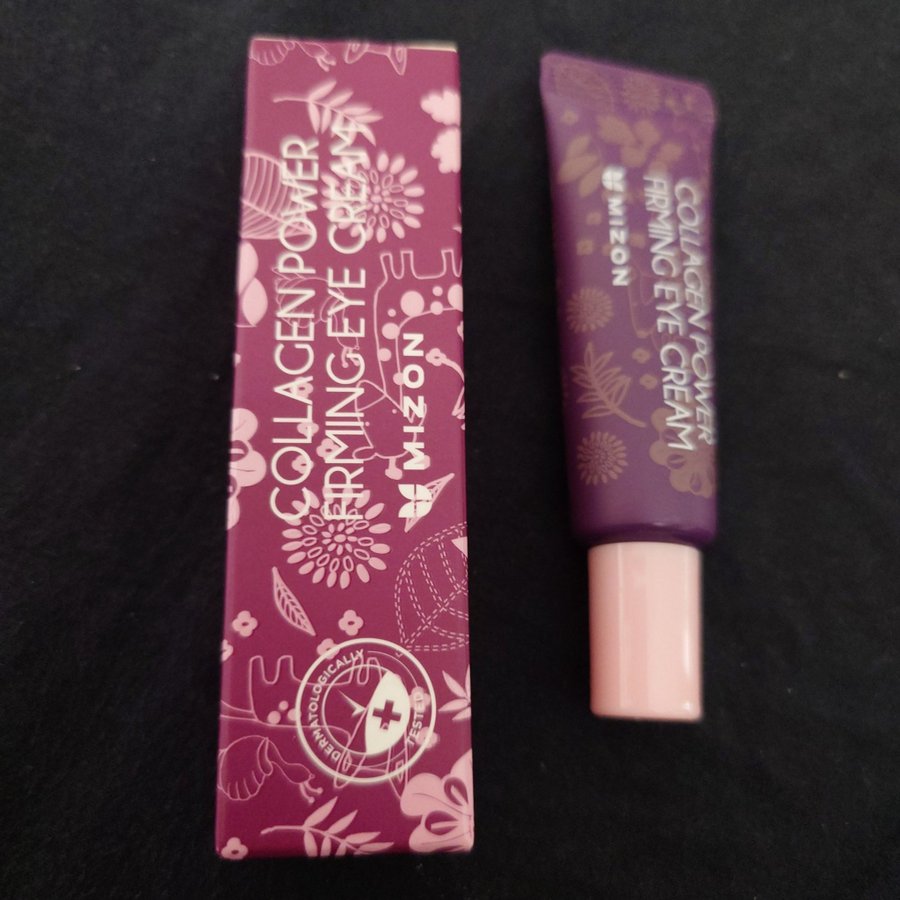 COLLAGEN POWER
FIRMING EYE CREAM
MIZON
DERMATOLOGICALLY
TESTED
MIZON
COLLAGEN POWER
FIRMING EYE CREAM